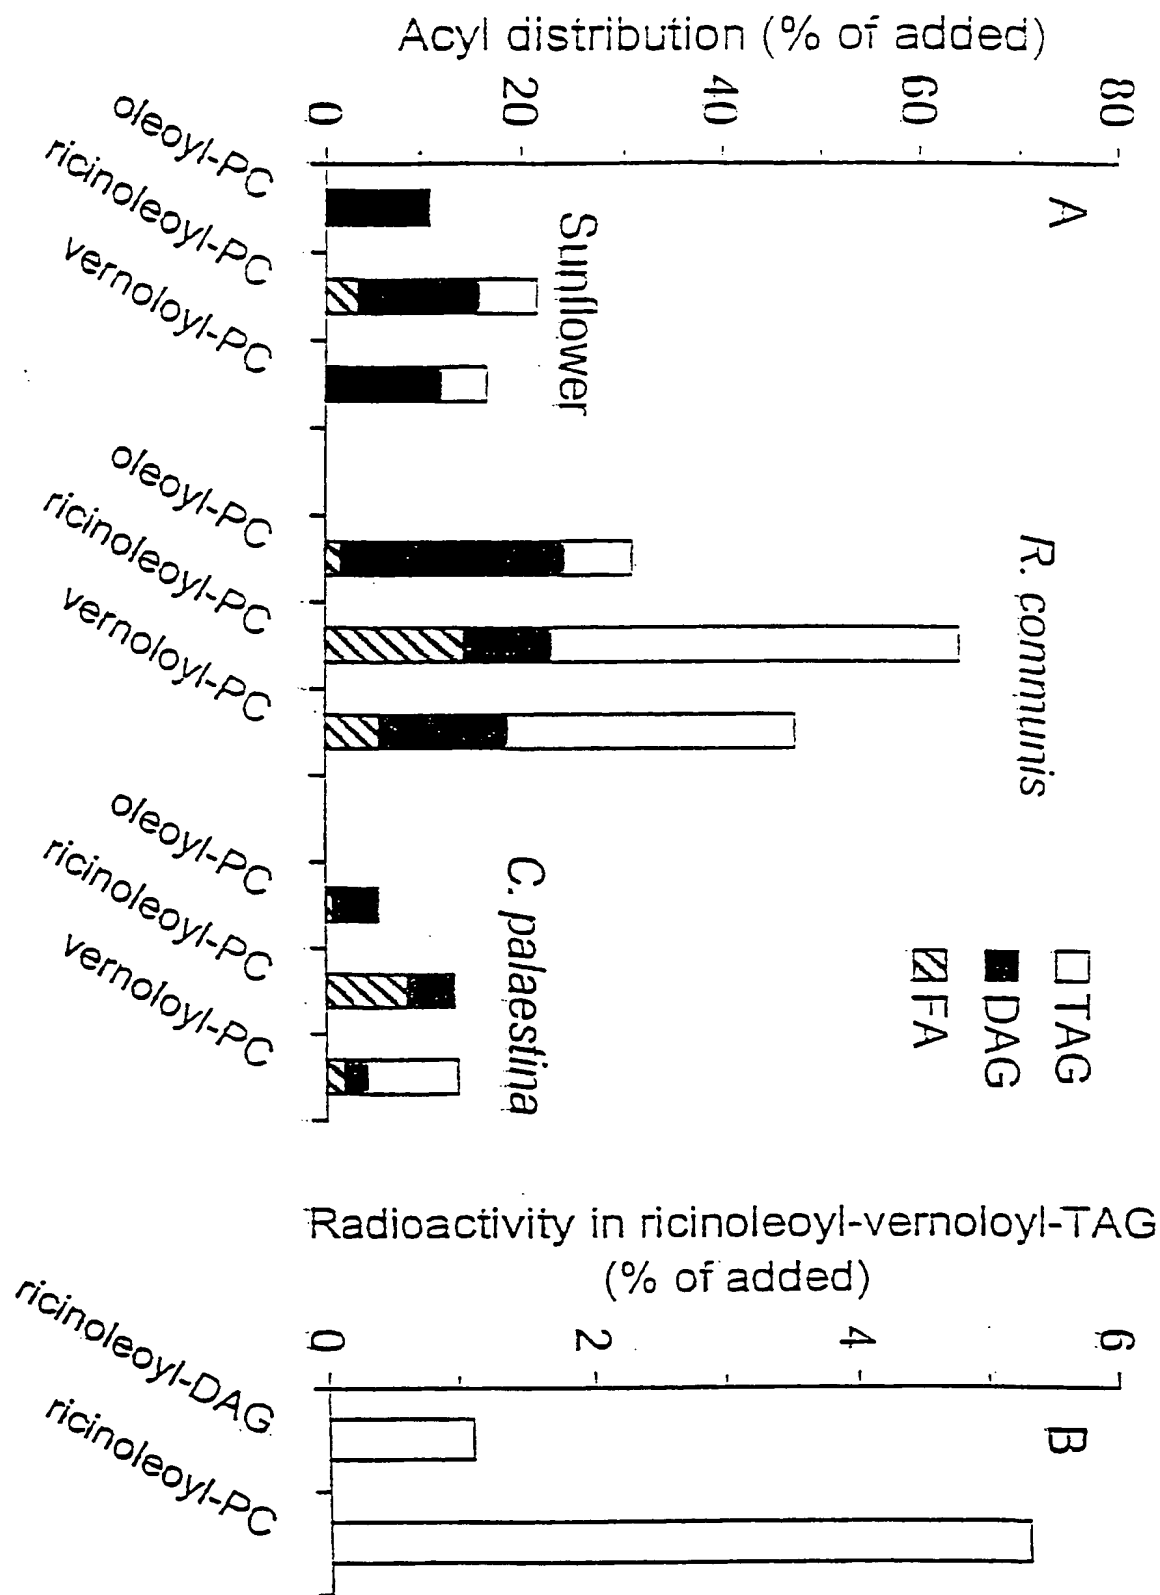 Acyl distribution (% of added)
0
20
40
60
80
A
Sunflower
R. communis
C. palaestina
TAG
DAG
FA
oleoyl-PC
ricinoleoyl-PC
vernoloyl-PC
oleoyl-PC
ricinoleoyl-PC
vernoloyl-PC
oleoyl-PC
ricinoleoyl-PC
vernoloyl-PC
Radioactivity in ricinoleoyl-vernoloyl-TAG
(% of added)
0
2
4
6
B
ricinoleoyl-DAG
ricinoleoyl-PC